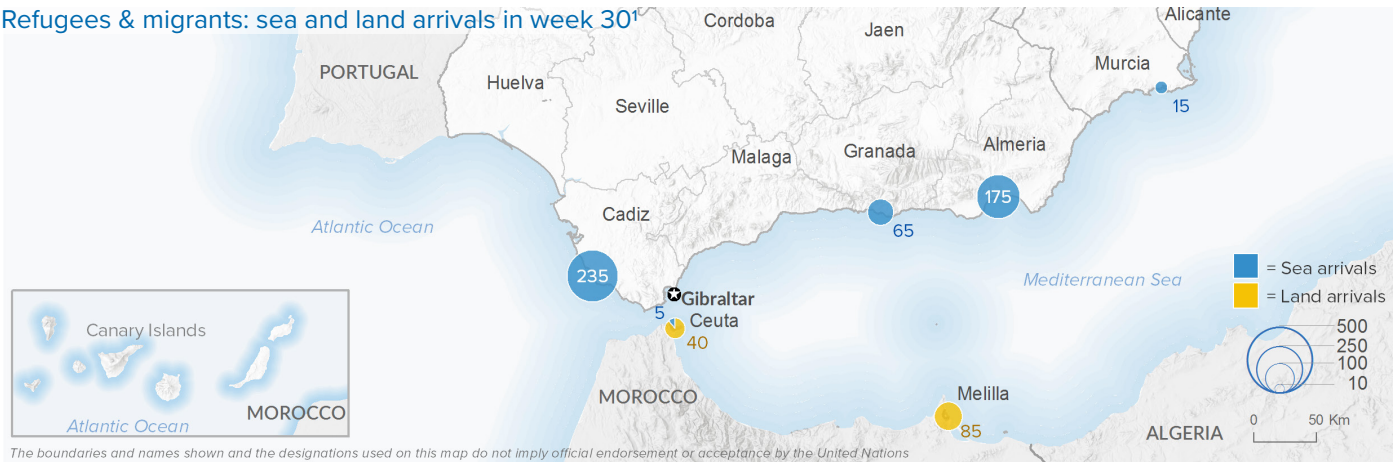 Refugees & migrants: sea and land arrivals in week 30¹
Cordoba
Alicante
Jaen
PORTUGAL
Huelva
Murcia
Seville
15
Almeria
Granada
Malaga
175
Cadiz
65
Atlantic Ocean
235
Mediterranean Sea
= Sea arrivals
= Land arrivals
Gibraltar
5
Ceuta
40
Canary Islands
500
250
100
10
Melilla
MOROCCO
MOROCCO
Atlantic Ocean
85
0 50 Km
ALGERIA
The boundaries and names shown and the designations used on this map do not imply official endorsement or acceptance by the United Nations